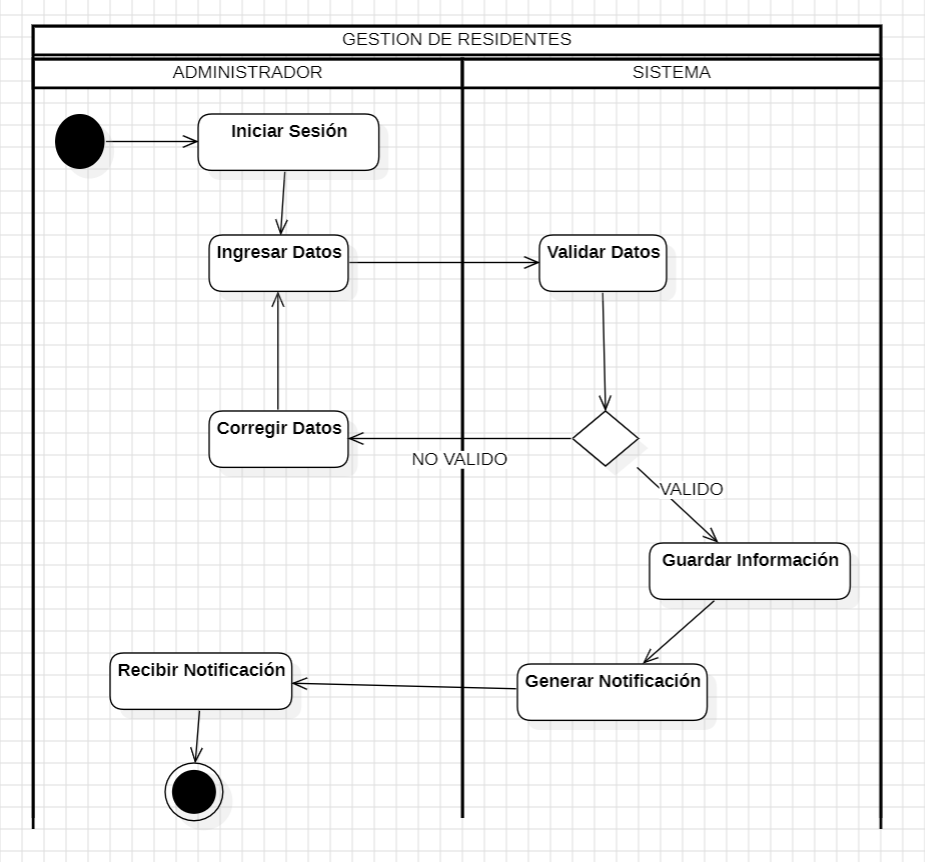 GESTION DE RESIDENTES
ADMINISTRADOR
SISTEMA
Iniciar Sesión
Ingresar Datos
Validar Datos
Corregir Datos
NO VALIDO
VALIDO
Guardar Información
Recibir Notificación
Generar Notificación